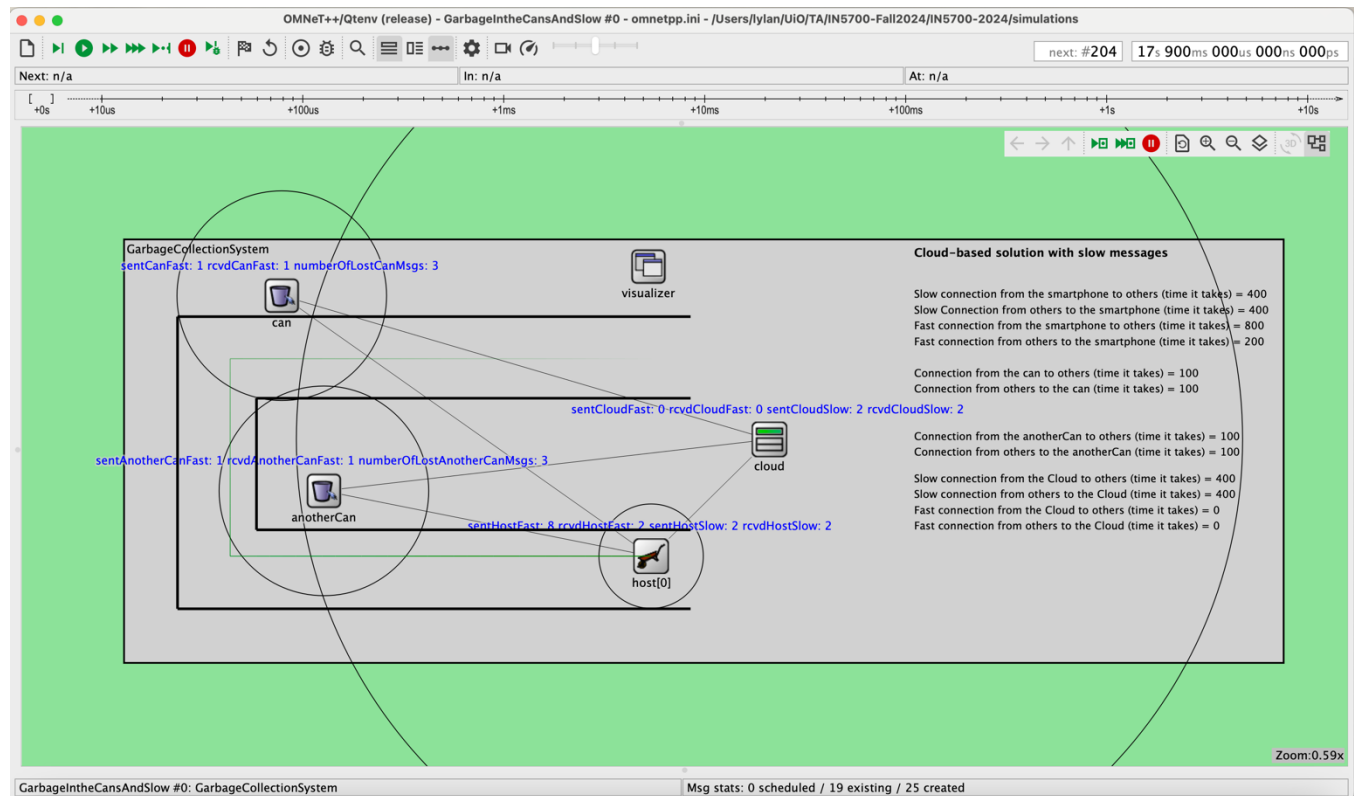 OMNeT++/Qtenv (release) - GarbageIntheCansAndSlow #0 - omnetpp.ini - /Users/lylan/UiO/TA/IN5700-Fall2024/IN5700-2024/simulations
next: #204 17s 900ms 000us 000ns 000ps
Next: n/a In: n/a At: n/a
[ ]
+0s +10us +100us +1ms +10ms +100ms +1s +10s
3D
GarbageCollectionSystem
sentCanFast: 1 rcvdCanFast: 1 numberOfLostCanMsgs: 3
can
visualizer
Cloud-based solution with slow messages
Slow connection from the smartphone to others (time it takes) = 400
Slow Connection from others to the smartphone (time it takes) = 400
Fast connection from the smartphone to others (time it takes) = 800
Fast connection from others to the smartphone (time it takes) = 200
Connection from the can to others (time it takes) = 100
Connection from others to the can (time it takes) = 100
sentCloudFast: 0 rcvdCloudFast: 0 sentCloudSlow: 2 rcvdCloudSlow: 2
cloud
Connection from the anotherCan to others (time it takes) = 100
Connection from others to the anotherCan (time it takes) = 100
sentAnotherCanFast: 1 rcvdAnotherCanFast: 1 numberOfLostAnotherCanMsgs: 3
anotherCan
Slow connection from the Cloud to others (time it takes) = 400
Slow connection from others to the Cloud (time it takes) = 400
Fast connection from the Cloud to others (time it takes) = 0
Fast connection from others to the Cloud (time it takes) = 0
sentHostFast: 8 rcvdHostFast: 2 sentHostSlow: 2 rcvdHostSlow: 2
host[0]
Zoom:0.59x
GarbageIntheCansAndSlow #0: GarbageCollectionSystem Msg stats: 0 scheduled / 19 existing / 25 created